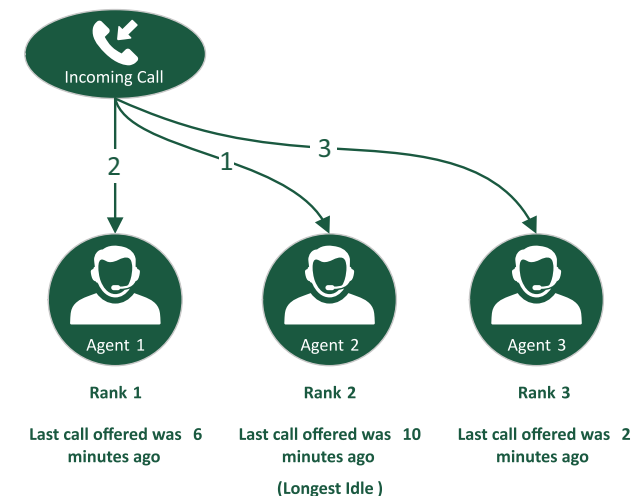 Incoming Call
2
1
3
Agent 1
Agent 2
Agent 3
Rank 1
Rank 2
Rank 3
Last call offered was 6
minutes ago
Last call offered was 10
minutes ago
(Longest Idle )
Last call offered was 2
minutes ago